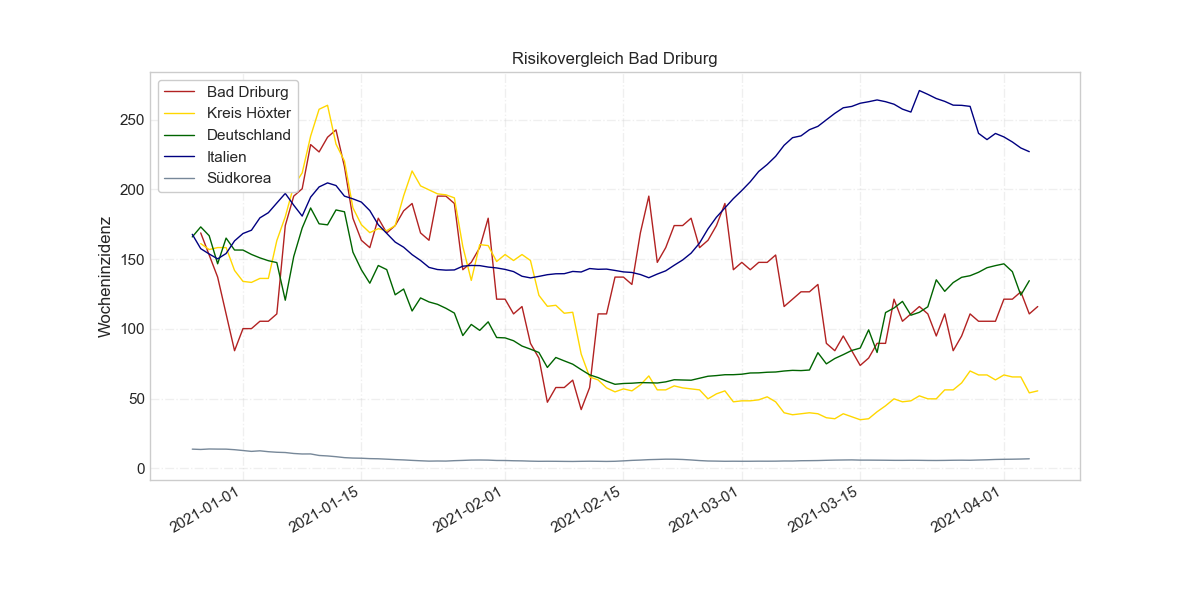 Risikovergleich Bad Driburg
Wocheninzidenz
250
200
150
100
50
0
Bad Driburg
Kreis Höxter
Deutschland
Italien
Südkorea
2021-01-01
2021-01-15
2021-02-01
2021-02-15
2021-03-01
2021-03-15
2021-04-01